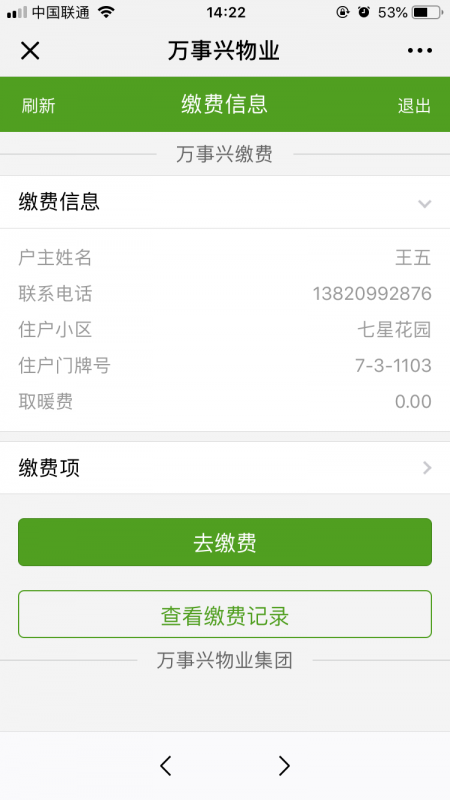 中国联通 14:22 53%
万事兴物业
刷新 缴费信息 退出
万事兴缴费
缴费信息
户主姓名 王五
联系电话 13820992876
住户小区 七星花园
住户门牌号 7-3-1103
取暖费 0.00
缴费项
去缴费
查看缴费记录
万事兴物业集团